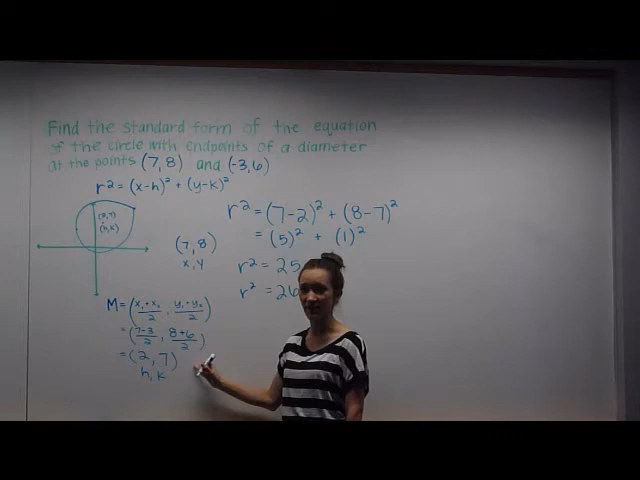 Find the standard form of the equation
of the circle with endpoints of a diameter
at the points (7,8) and (-3,6)
r² = (x-h)² + (y-k)²
(h,k)
(7,8)
x,y
r² = (7-2)² + (8-7)²
= (5)² + (1)²
r² = 25
r² = 26
M = (x₁+x₂/2, y₁+y₂/2)
= (7-3/2, 8+6/2)
= (2,7)
h,k